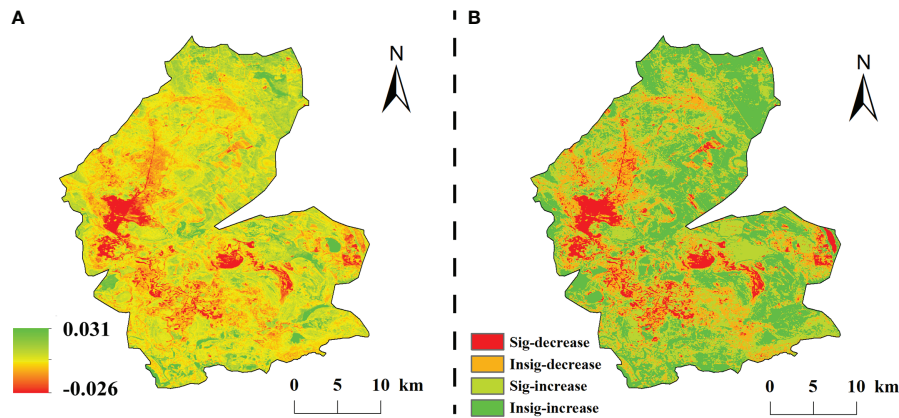 A
N
0.031
-0.026
0 5 10 km
B
N
Sig-decrease
Insig-decrease
Sig-increase
Insig-increase
0 5 10 km